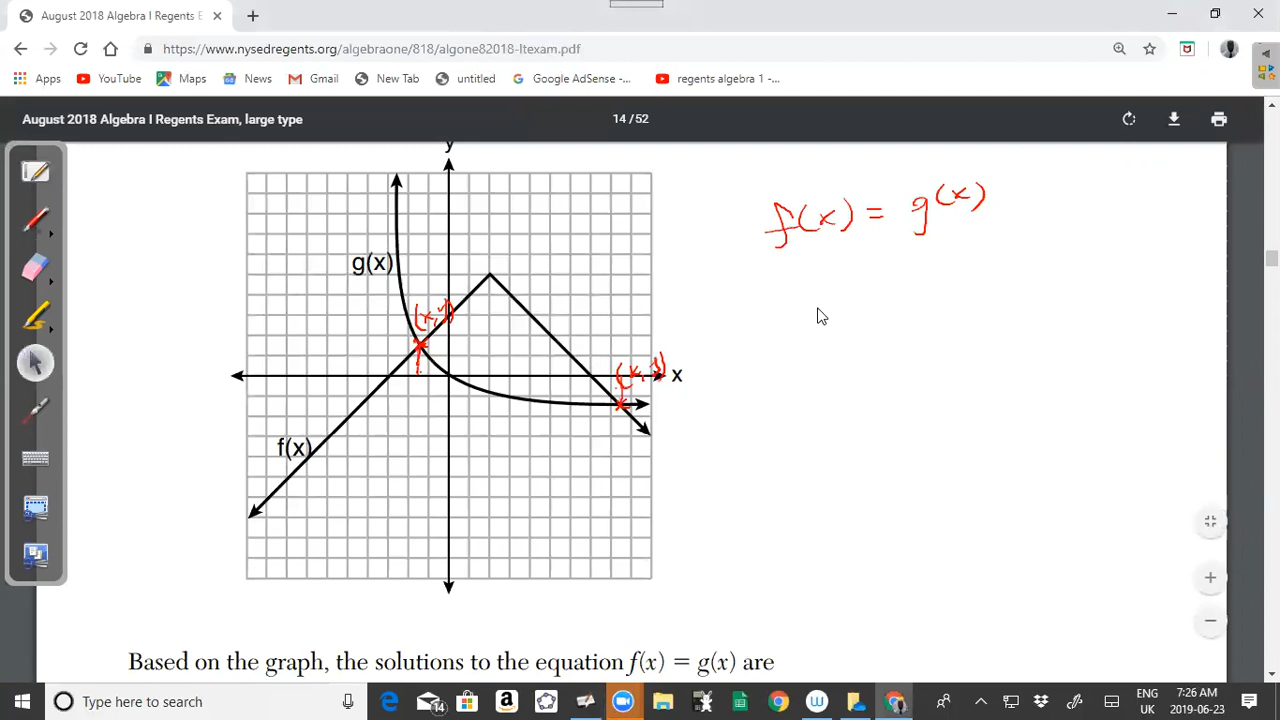 August 2018 Algebra I Regents E
https://www.nysedregents.org/algebraone/818/algone82018-ltexam.pdf
Apps YouTube Maps News Gmail New Tab untitled Google AdSense -... regents algebra 1 -...
August 2018 Algebra I Regents Exam, large type 14 / 52
y
f(x) = g(x)
g(x)
(x,y)
(x,y)
x
f(x)
Based on the graph, the solutions to the equation f(x) = g(x) are
Type here to search
14
ENG
UK
7:26 AM
2019-06-23